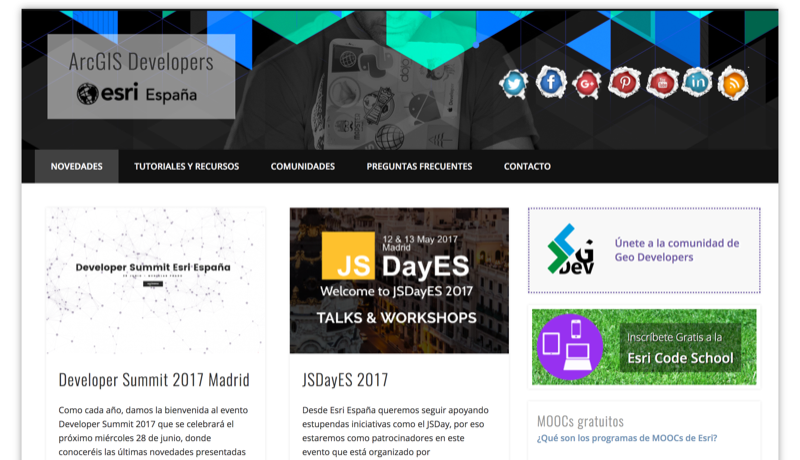 ArcGIS Developers
esri España
NOVEDADES
TUTORIALES Y RECURSOS
COMUNIDADES
PREGUNTAS FRECUENTES
CONTACTO
Developer Summit Esri España
12 & 13 May 2017
Madrid
JS DayES
Welcome to JSDayES 2017
TALKS & WORKSHOPS
Developer Summit 2017 Madrid
Como cada año, damos la bienvenida al evento
Developer Summit 2017 que se celebrará el
próximo miércoles 28 de junio, donde
conoceréis las últimas novedades presentadas
JSDayES 2017
Desde Esri España queremos seguir apoyando
estupendas iniciativas como el JSDay, por eso
estaremos como patrocinadores en este
evento que está organizado por
G
Dev
Únete a la comunidad de
Geo Developers
Inscríbete Gratis a la
Esri Code School
MOOCs gratuitos
¿Qué son los programas de MOOCs de Esri?